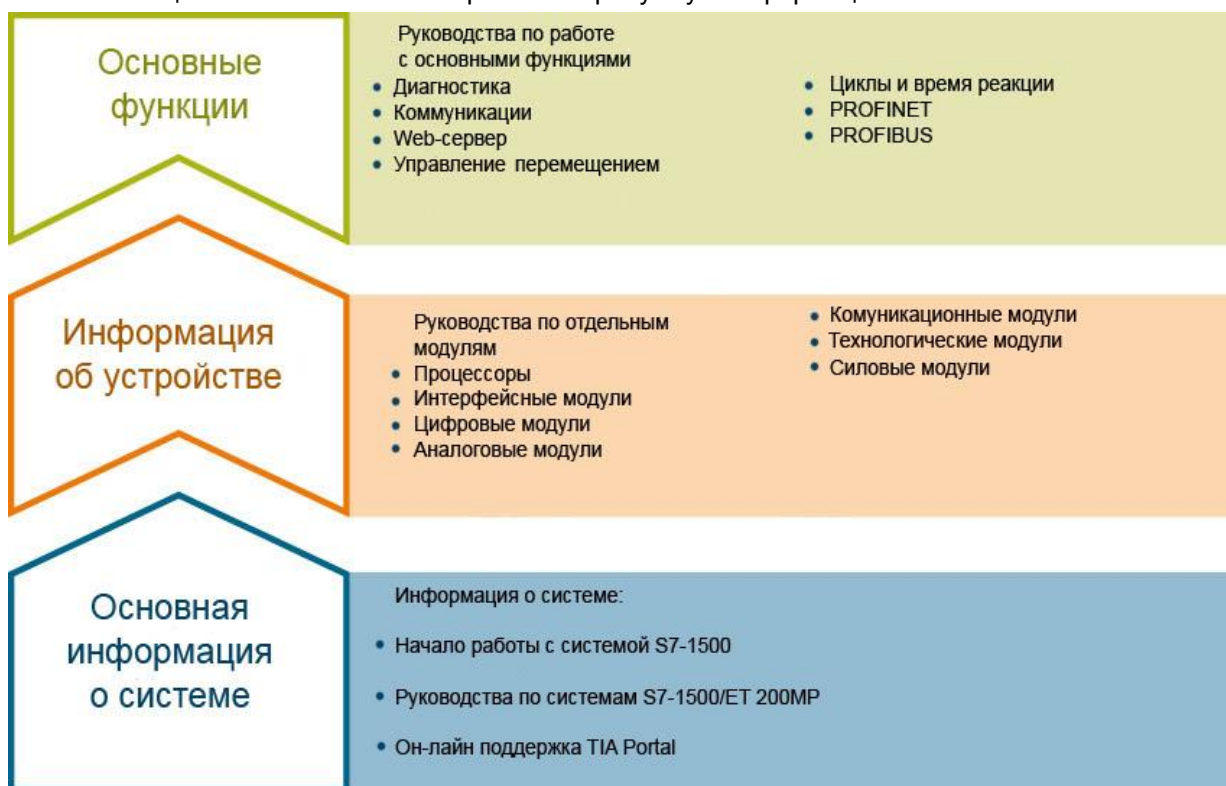 Основные
функции
Руководства по работе
с основными функциями
• Диагностика
• Коммуникации
• Web-сервер
• Управление перемещением
• Циклы и время реакции
• PROFINET
• PROFIBUS
Информация
об устройстве
Руководства по отдельным
модулям
• Процессоры
• Интерфейсные модули
• Цифровые модули
• Аналоговые модули
• Комуникационные модули
• Технологические модули
• Силовые модули
Основная
информация
о системе
Информация о системе:
• Начало работы с системой S7-1500
• Руководства по системам S7-1500/ET 200MP
• Он-лайн поддержка TIA Portal